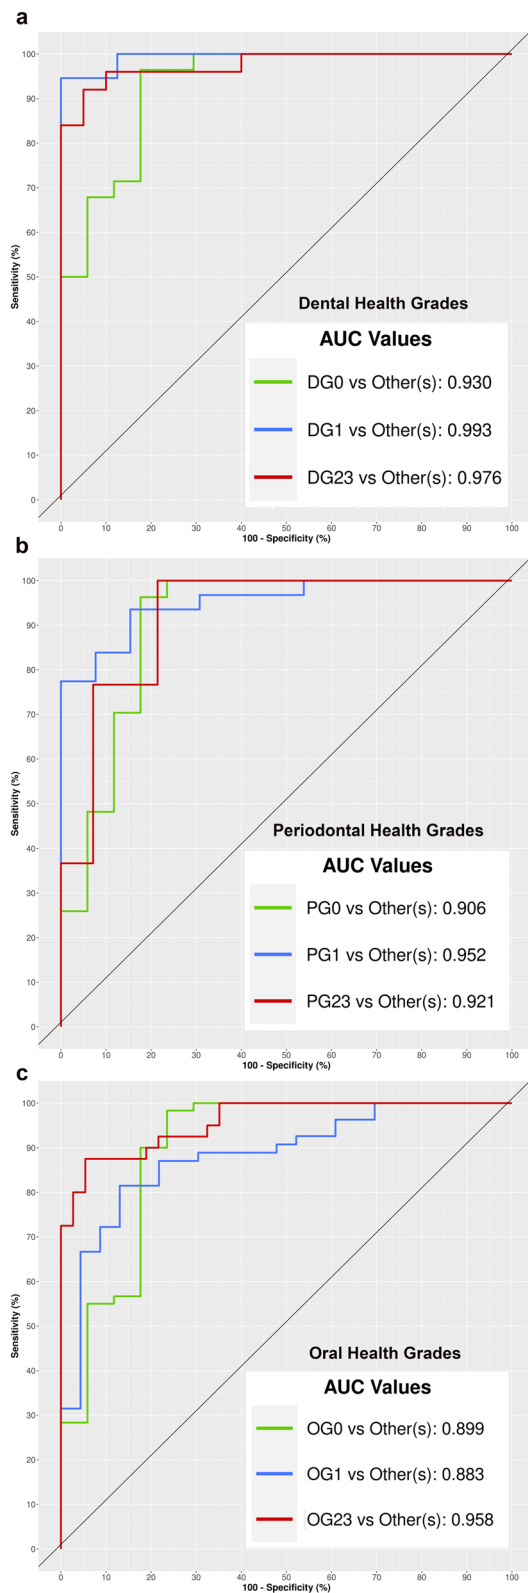 a
100
90
80
70
60
50
40
30
20
10
0
Sensitivity (%)
Dental Health Grades
AUC Values
DG0 vs Other(s): 0.930
DG1 vs Other(s): 0.993
DG23 vs Other(s): 0.976
0 10 20 30 40 50 60 70 80 90 100
100 - Specificity (%)
b
100
90
80
70
60
50
40
30
20
10
0
Sensitivity (%)
Periodontal Health Grades
AUC Values
PG0 vs Other(s): 0.906
PG1 vs Other(s): 0.952
PG23 vs Other(s): 0.921
0 10 20 30 40 50 60 70 80 90 100
100 - Specificity (%)
c
100
90
80
70
60
50
40
30
20
10
0
Sensitivity (%)
Oral Health Grades
AUC Values
OG0 vs Other(s): 0.899
OG1 vs Other(s): 0.883
OG23 vs Other(s): 0.958
0 10 20 30 40 50 60 70 80 90 100
100 - Specificity (%)